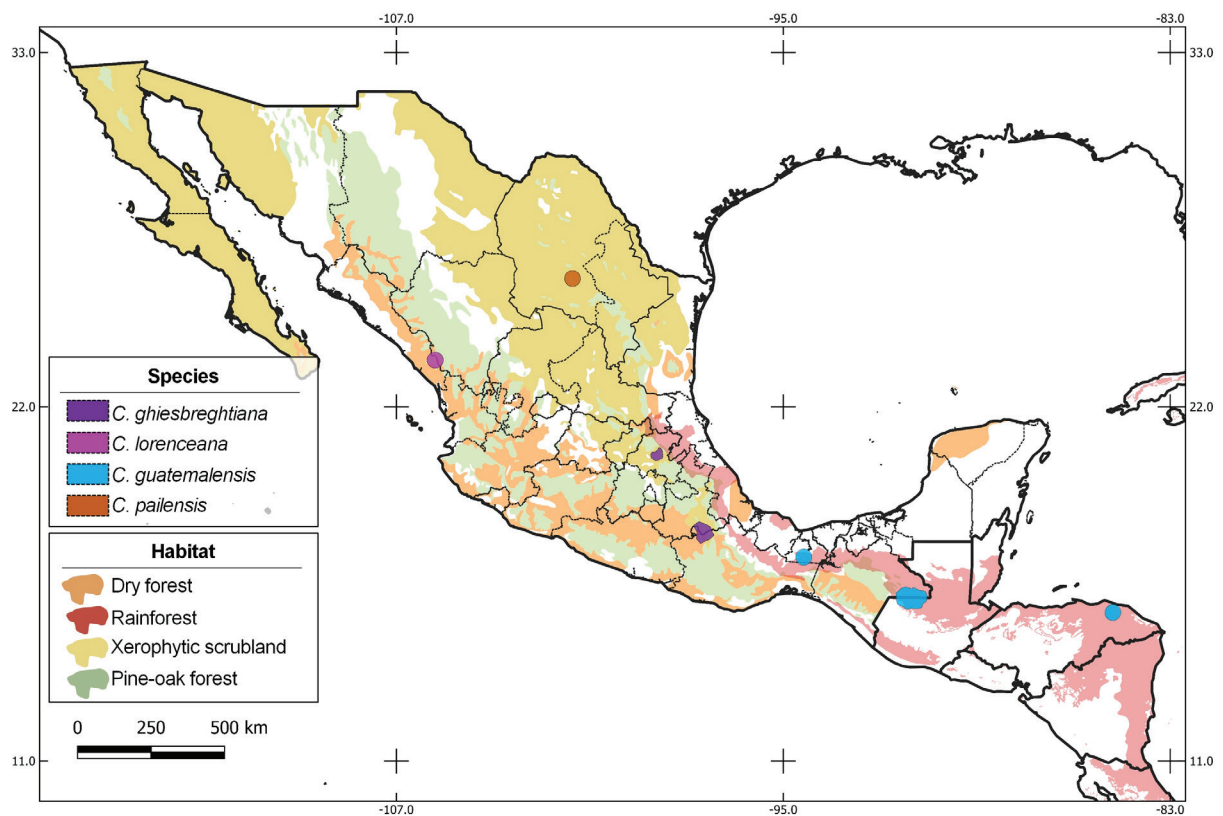 -107.0 -95.0 -83.0
33.0 33.0
22.0 22.0
Species
C. ghiesbreghtiana
C. lorenceana
C. guatemalensis
C. pailensis
Habitat
Dry forest
Rainforest
Xerophytic scrubland
Pine-oak forest
0 250 500 km
11.0 11.0
-107.0 -95.0 -83.0